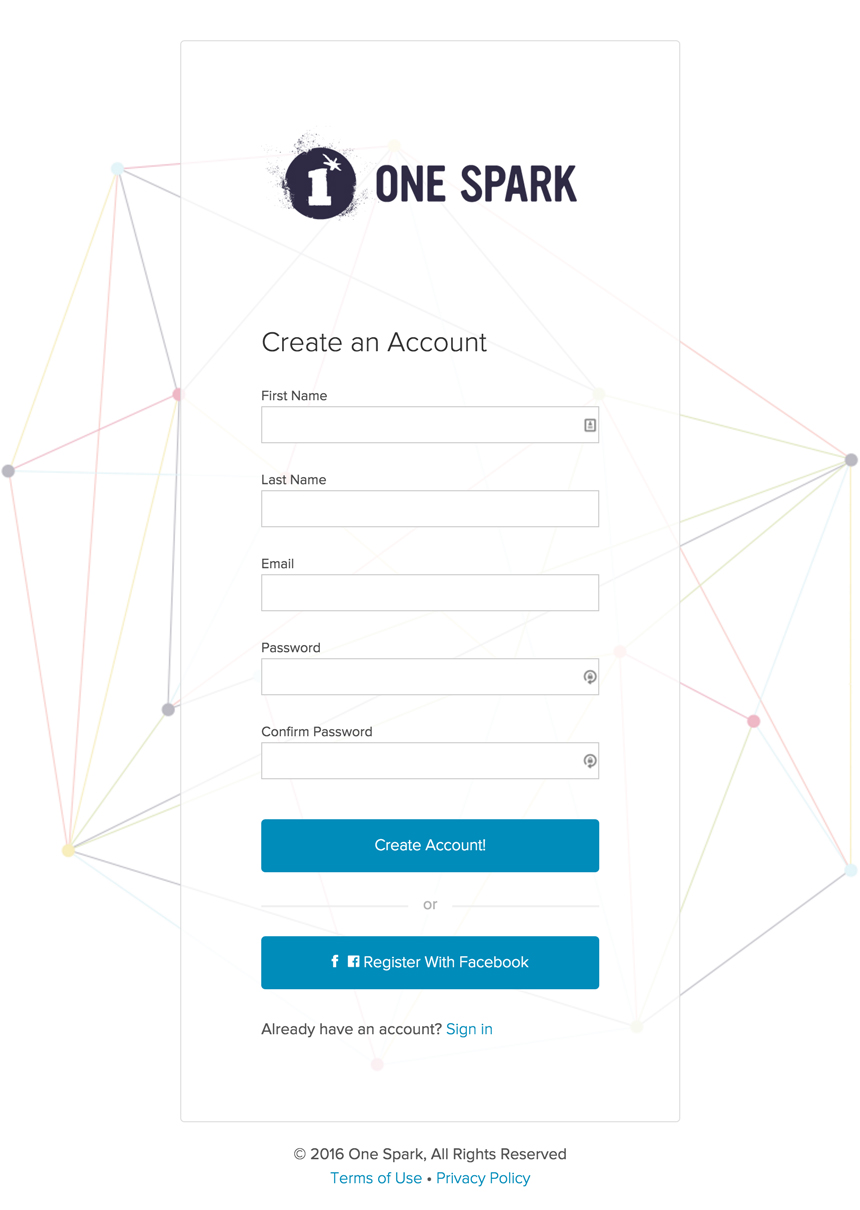 1 ONE SPARK
Create an Account
First Name
Last Name
Email
Password
Confirm Password
Create Account!
or
Register With Facebook
Already have an account? Sign in
© 2016 One Spark, All Rights Reserved
Terms of Use • Privacy Policy